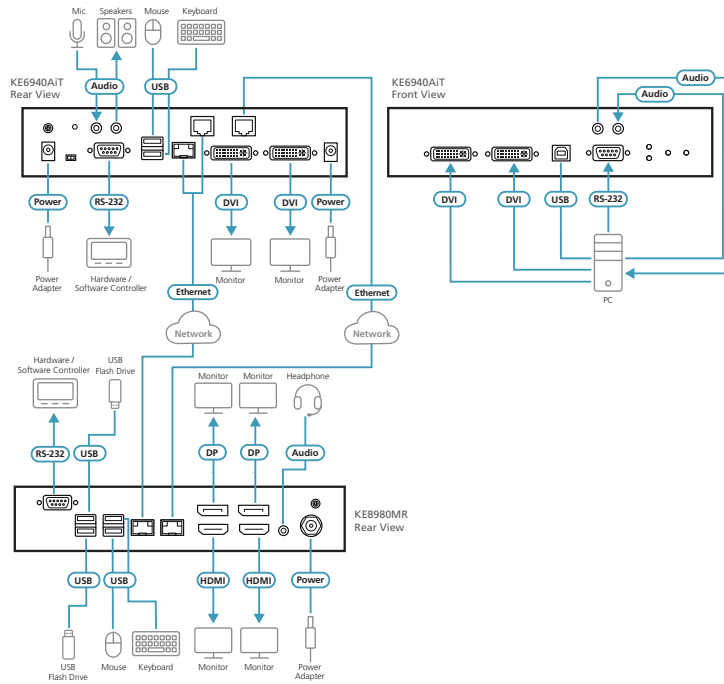 Mic
Speakers
Mouse
Keyboard
KE6940AiT
Rear View
Audio
USB
KE6940AiT
Front View
Audio
Audio
Power
RS-232
DVI
DVI
Power
DVI
DVI
USB
RS-232
Power
Adapter
Hardware /
Software Controller
Monitor
Monitor
Power
Adapter
PC
Ethernet
Ethernet
Network
Network
Hardware /
Software Controller
USB
Flash Drive
Monitor
Monitor
Headphone
RS-232
USB
DP
DP
Audio
KE8980MR
Rear View
USB
USB
HDMI
HDMI
Power
USB
Flash Drive
Mouse
Keyboard
Monitor
Monitor
Power
Adapter